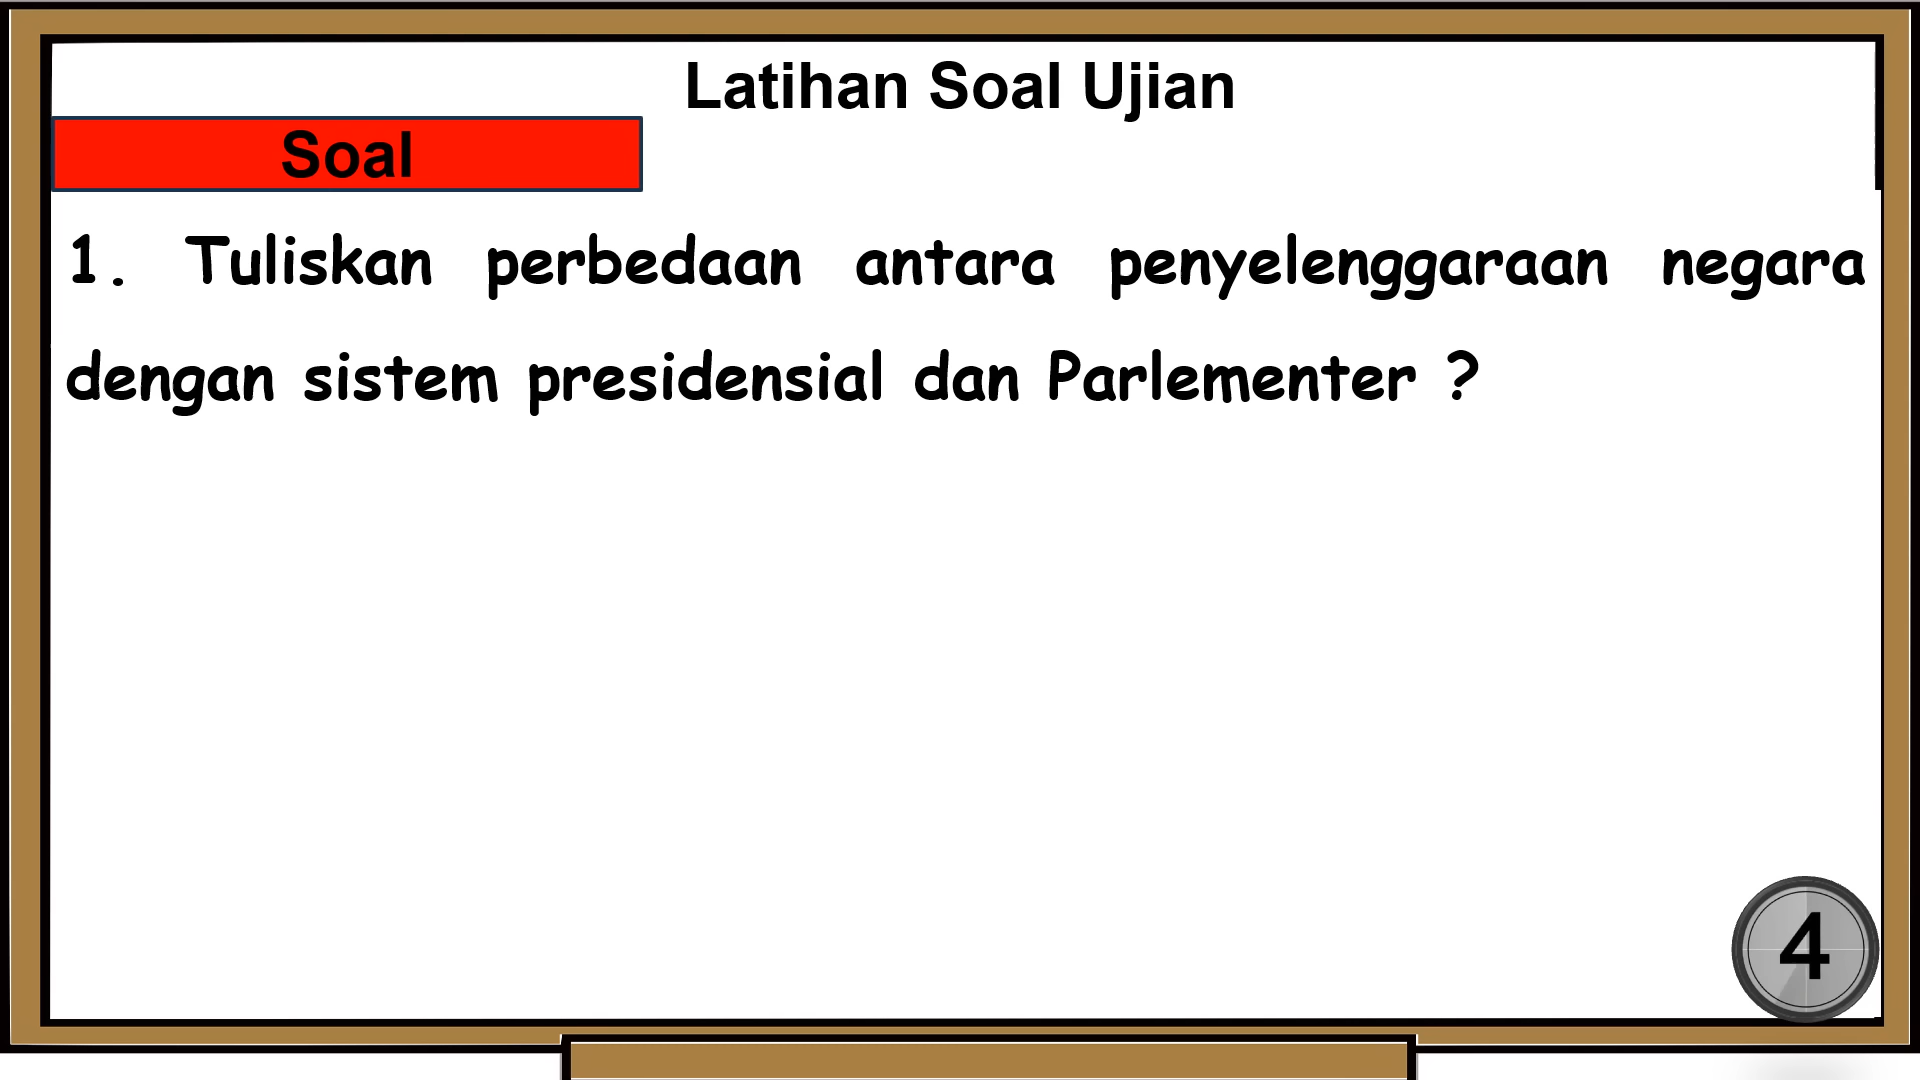 Latihan Soal Ujian
Soal
1. Tuliskan perbedaan antara penyelenggaraan negara
dengan sistem presidensial dan Parlementer ?
4